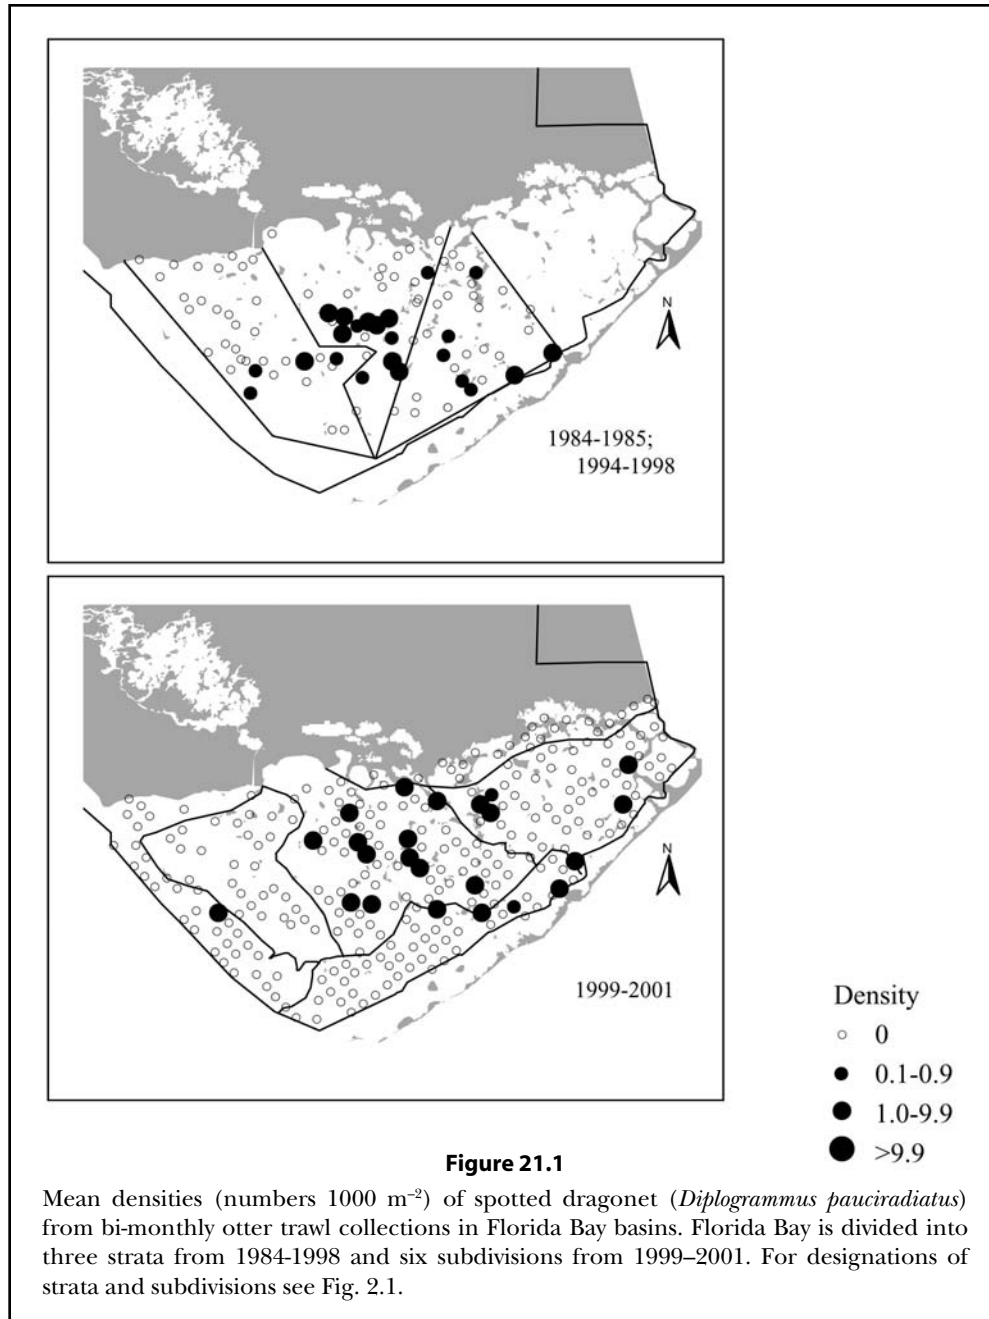 N
1984-1985;
1994-1998
N
1999-2001
Density
0
0.1-0.9
1.0-9.9
>9.9
Figure 21.1
Mean densities (numbers 1000 m⁻²) of spotted dragonet (Diplogrammus pauciradiatus)
from bi-monthly otter trawl collections in Florida Bay basins. Florida Bay is divided into
three strata from 1984-1998 and six subdivisions from 1999–2001. For designations of
strata and subdivisions see Fig. 2.1.